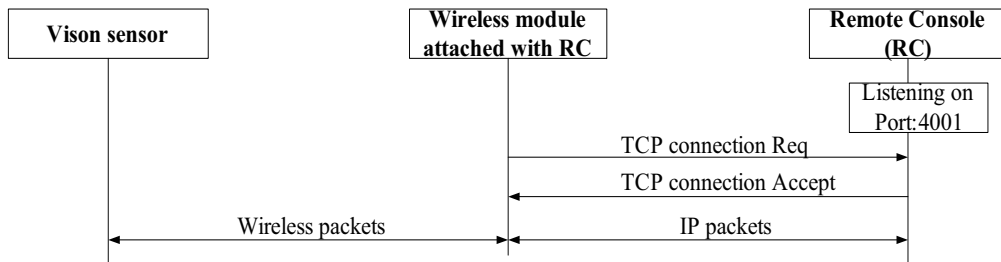 Vison sensor
Wireless module
attached with RC
Remote Console
(RC)
Listening on
Port:4001
TCP connection Req
TCP connection Accept
Wireless packets
IP packets